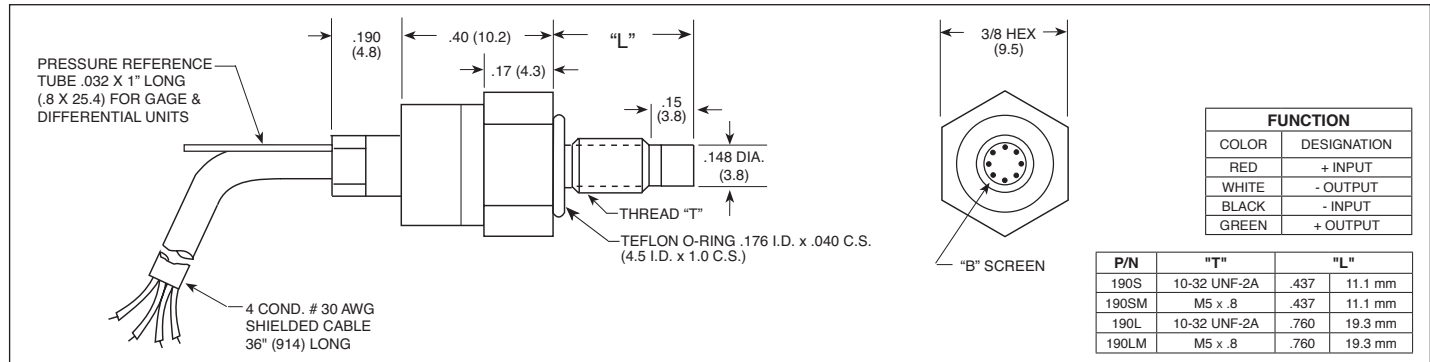 .190
(4.8)
.40 (10.2)
“L”
.17 (4.3)
.15
(3.8)
.148 DIA.
(3.8)
PRESSURE REFERENCE
TUBE .032 X 1” LONG
(.8 X 25.4) FOR GAGE &
DIFFERENTIAL UNITS
THREAD “T”
TEFLON O-RING .176 I.D. x .040 C.S.
(4.5 I.D. x 1.0 C.S.)
4 COND. # 30 AWG
SHIELDED CABLE
36" (914) LONG
3/8 HEX
(9.5)
“B” SCREEN
FUNCTION
COLOR DESIGNATION
RED + INPUT
WHITE - OUTPUT
BLACK - INPUT
GREEN + OUTPUT
P/N "T" "L"
190S 10-32 UNF-2A .437 11.1 mm
190SM M5 x .8 .437 11.1 mm
190L 10-32 UNF-2A .760 19.3 mm
190LM M5 x .8 .760 19.3 mm